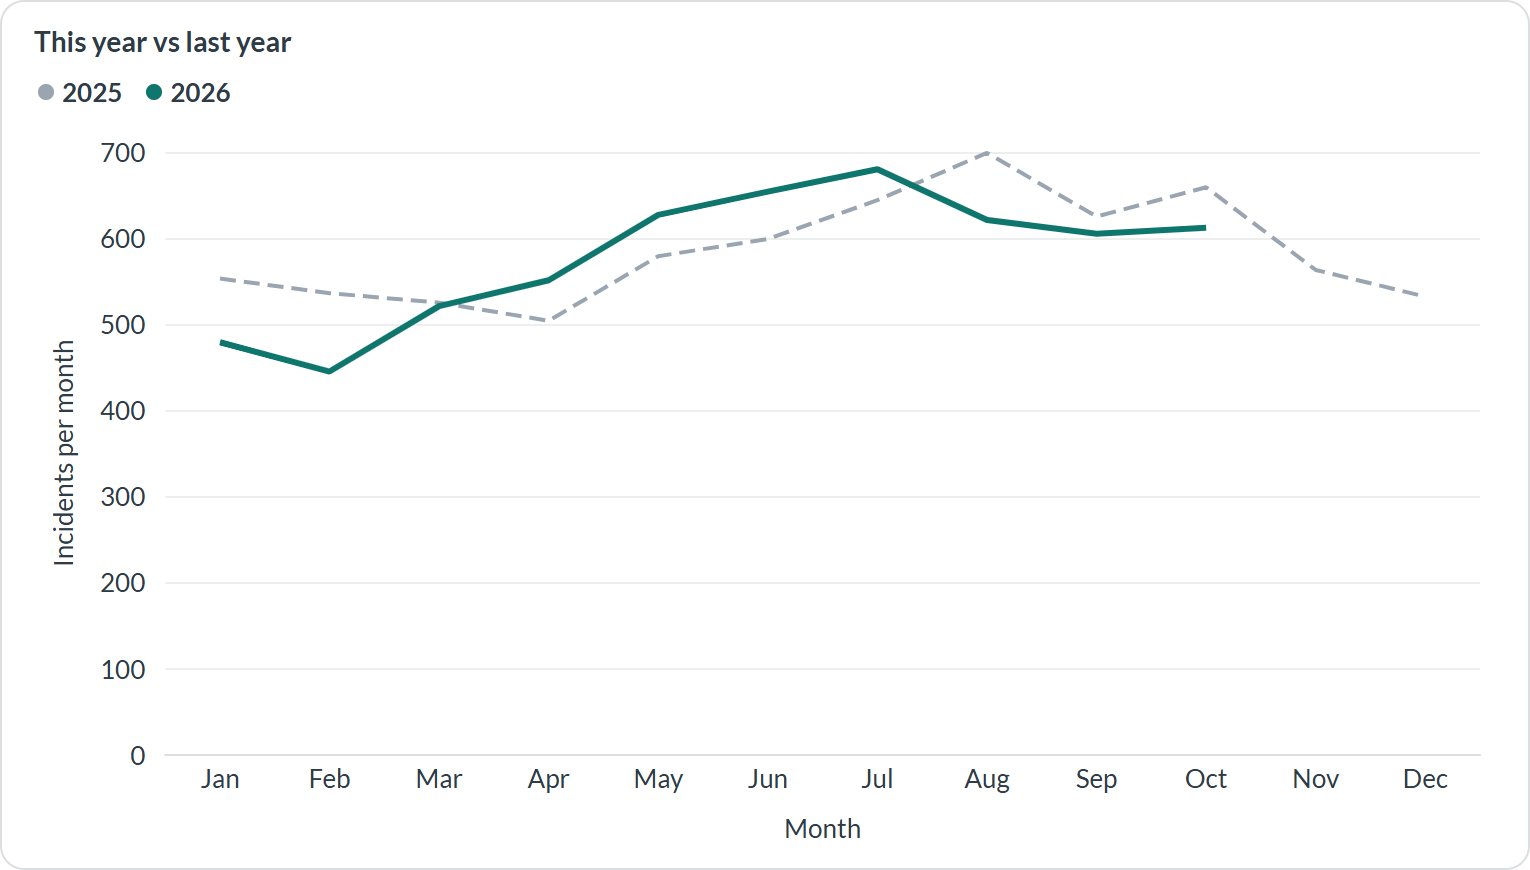 This year vs last year
2025 2026
700
600
500
400
300
200
100
0
Incidents per month
Jan Feb Mar Apr May Jun Jul Aug Sep Oct Nov Dec
Month